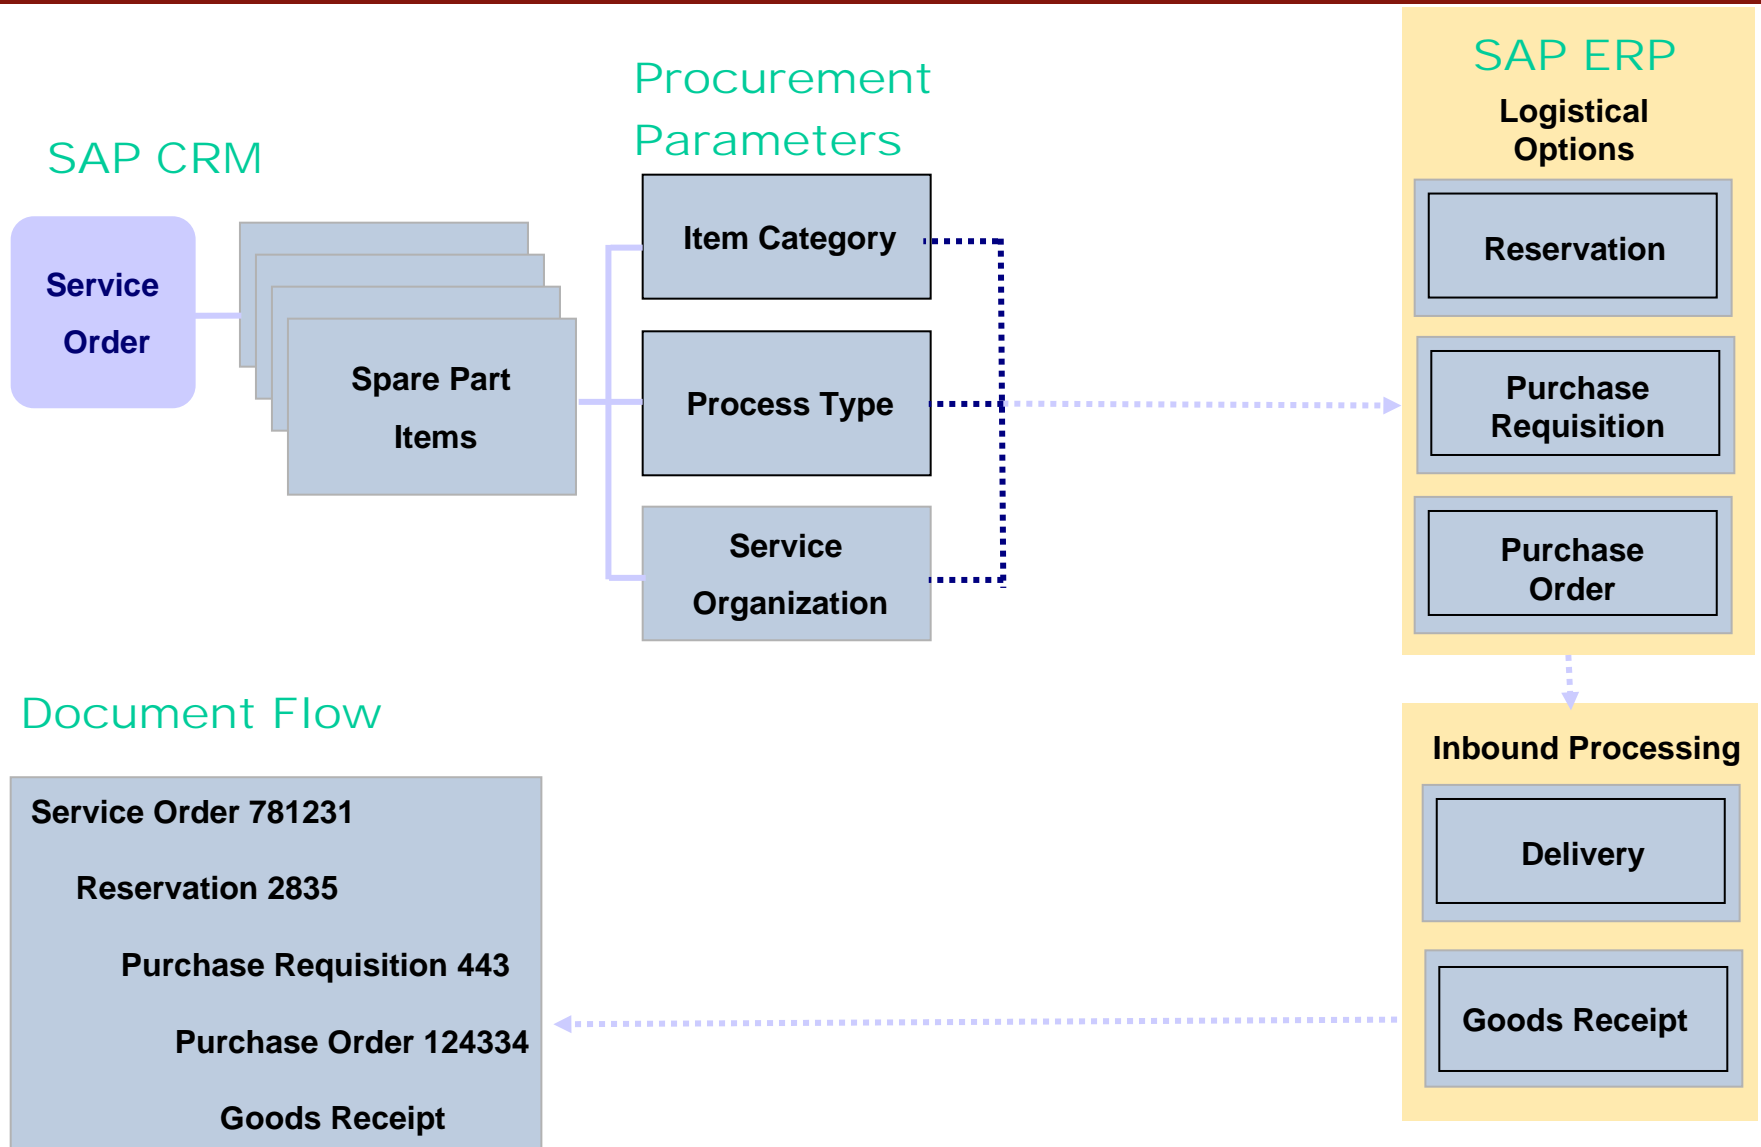 SAP CRM
Service
Order
Spare Part
Items
Procurement
Parameters
Item Category
Process Type
Service
Organization
SAP ERP
Logistical
Options
Reservation
Purchase
Requisition
Purchase
Order
Inbound Processing
Delivery
Goods Receipt
Document Flow
Service Order 781231
Reservation 2835
Purchase Requisition 443
Purchase Order 124334
Goods Receipt